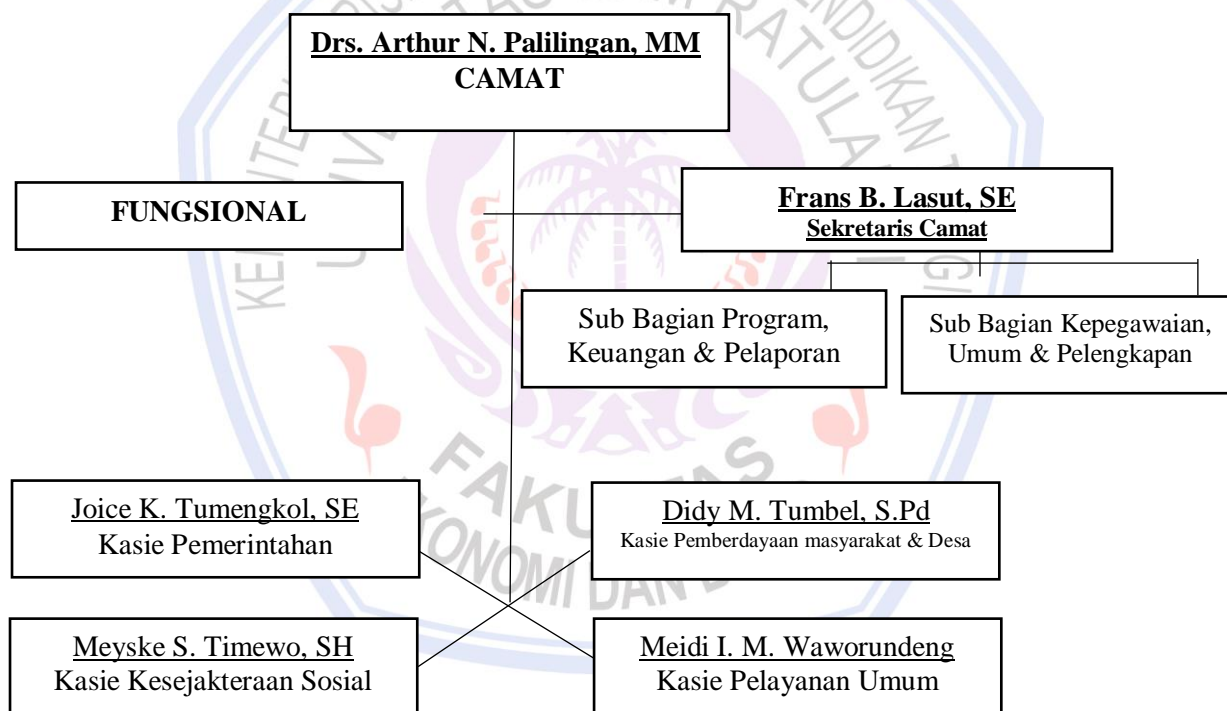 Drs. Arthur N. Palilingan, MM
CAMAT
FUNGSIONAL
Frans B. Lasut, SE
Sekretaris Camat
Sub Bagian Program,
Keuangan & Pelaporan
Sub Bagian Kepegawaian,
Umum & Pelengkapan
Joice K. Tumengkol, SE
Kasie Pemerintahan
Didy M. Tumbel, S.Pd
Kasie Pemberdayaan masyarakat & Desa
Meyske S. Timewo, SH
Kasie Kesejakteraan Sosial
Meidi I. M. Waworundeng
Kasie Pelayanan Umum